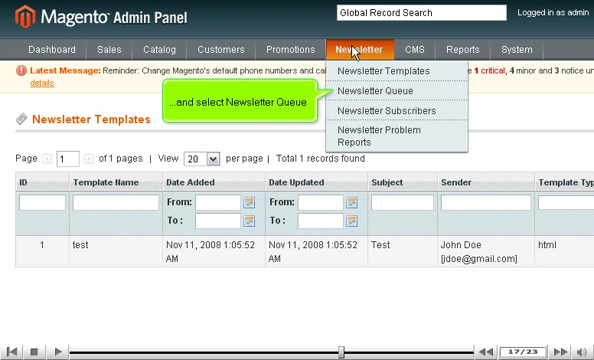 Magento™ Admin Panel
Global Record Search
Logged in as admin
Dashboard Sales Catalog Customers Promotions Newsletter CMS Reports System
Latest Message: Reminder: Change Magento's default phone numbers and cal
1 critical, 4 minor and 3 notice un
details
Newsletter Templates
Newsletter Queue
Newsletter Subscribers
Newsletter Problem
Reports
...and select Newsletter Queue
Newsletter Templates
Page 1 of 1 pages | View 20 per page | Total 1 records found
ID Template Name Date Added Date Updated Subject Sender Template Typ
From: From:
To : To :
1 test Nov 11, 2008 1:05:52 Nov 11, 2008 1:05:52 Test John Doe html
AM AM [jdoe@gmail.com]
17/23